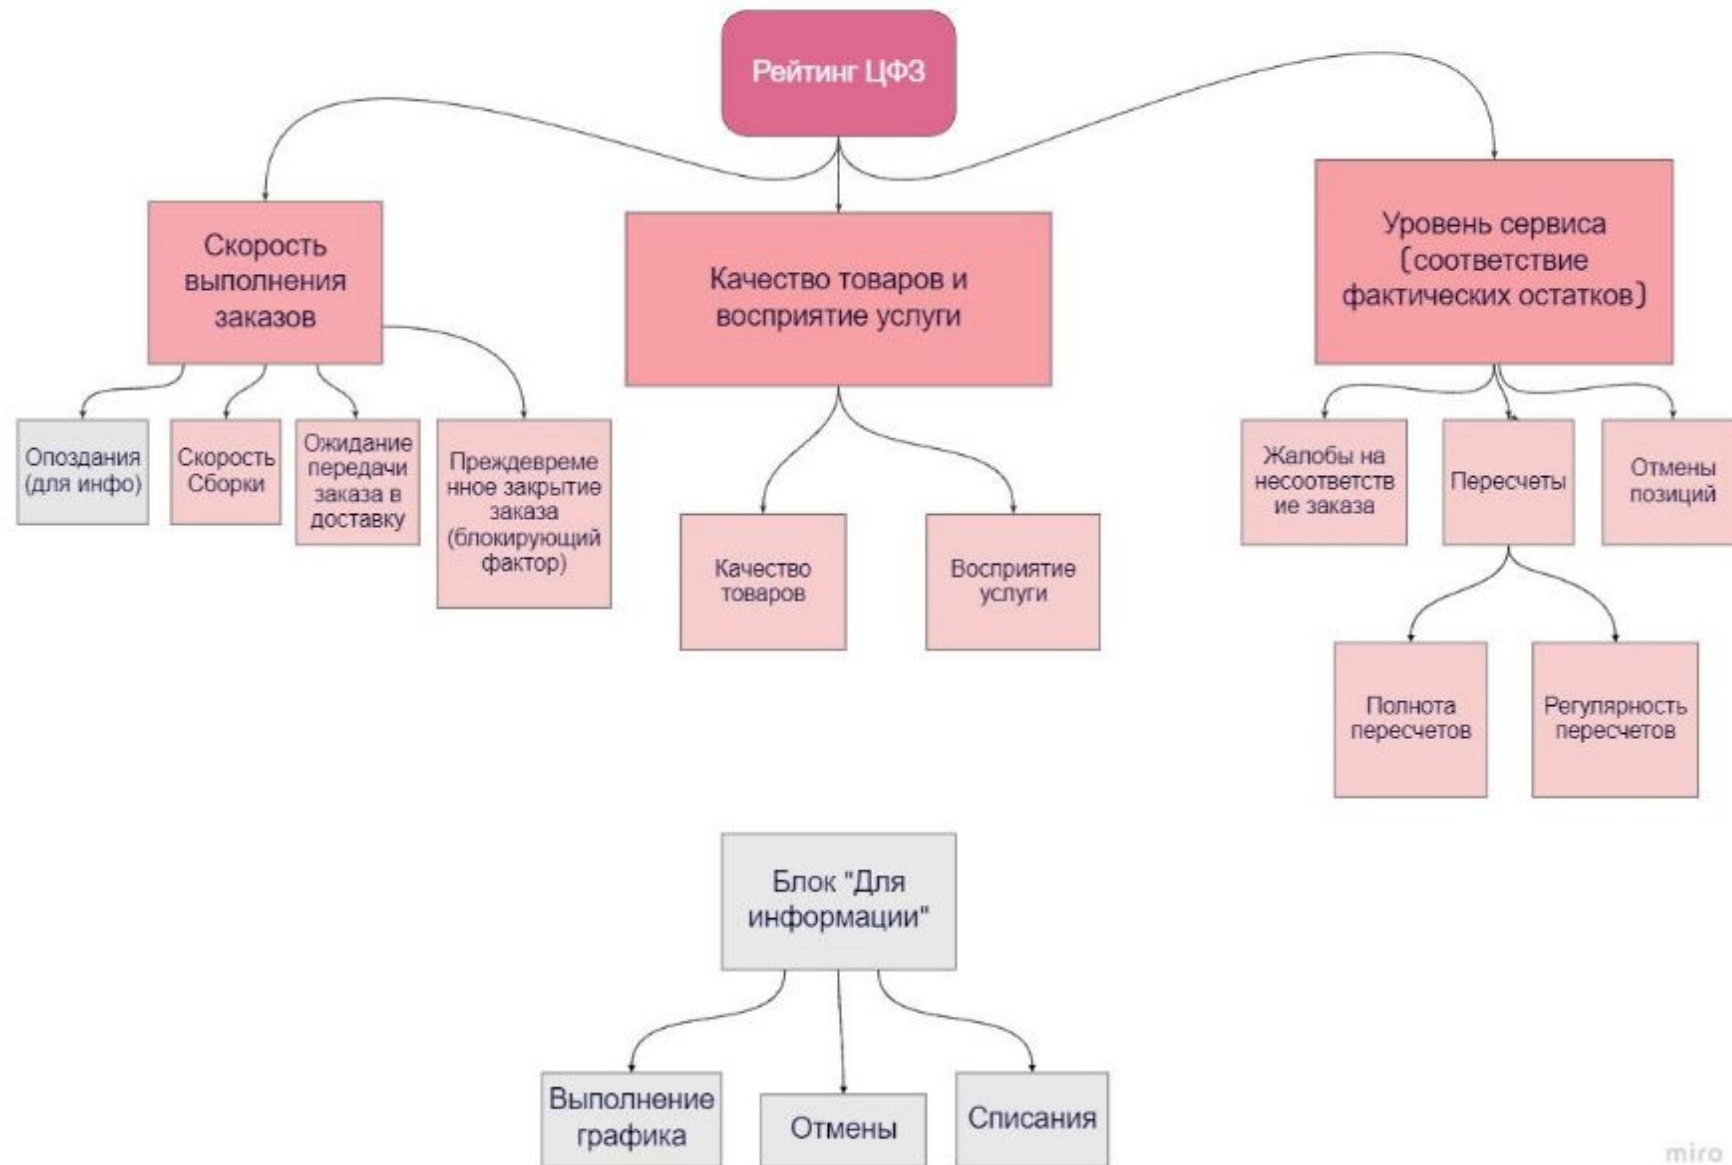 Рейтинг ЦФЗ
Скорость
выполнения
заказов
Качество товаров и
восприятие услуги
Уровень сервиса
(соответствие
фактических остатков)
Опоздания
(для инфо)
Скорость
Сборки
Ожидание
передачи
заказа в
доставку
Преждевреме
нное закрытие
заказа
(блокирующий
фактор)
Качество
товаров
Восприятие
услуги
Жалобы на
несоответств
ие заказа
Пересчеты
Отмены
позиций
Полнота
пересчетов
Регулярность
пересчетов
Блок "Для
информации"
Выполнение
графика
Отмены
Списания
miro